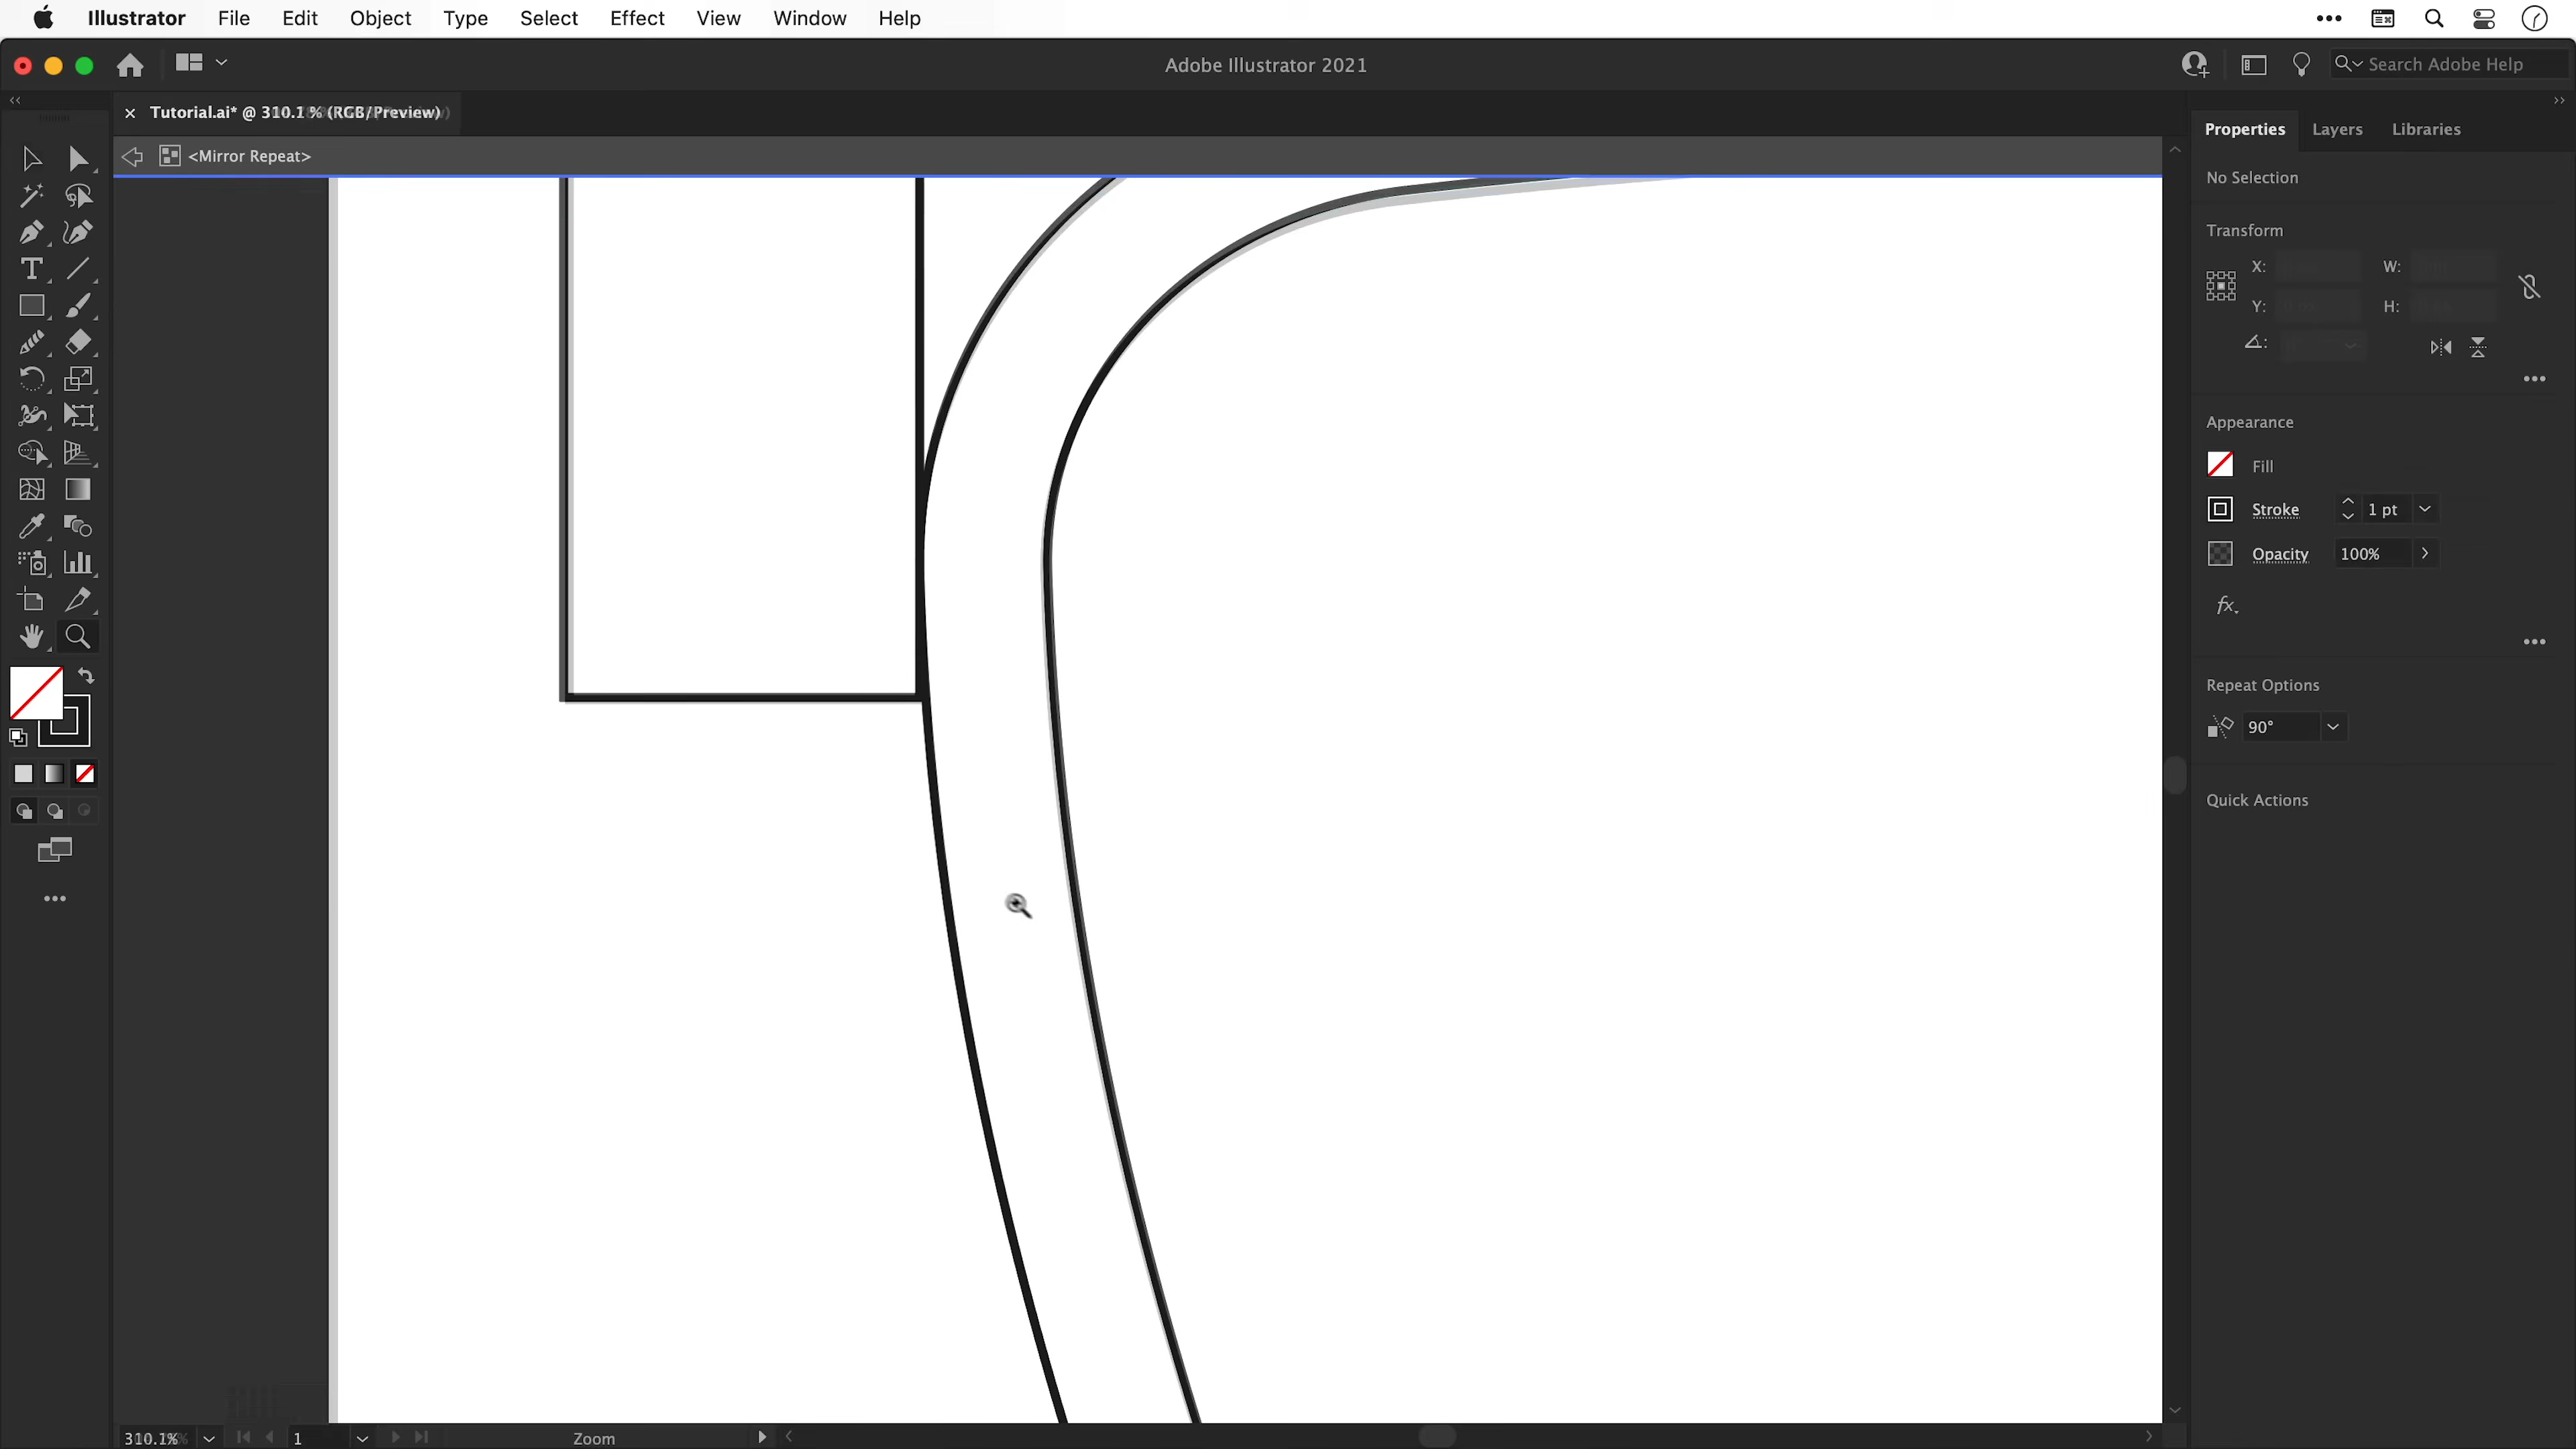 Illustrator File Edit Object Type Select Effect View Window Help
Adobe Illustrator 2021
Search Adobe Help
Tutorial.ai* @ 310.1 % (RGB/Preview)
<Mirror Repeat>
Properties Layers Libraries
No Selection
Transform
X: W:
Y: H:
Appearance
Fill
Stroke 1 pt
Opacity 100%
fx.
Repeat Options
90°
Quick Actions
310.1% 1 Zoom